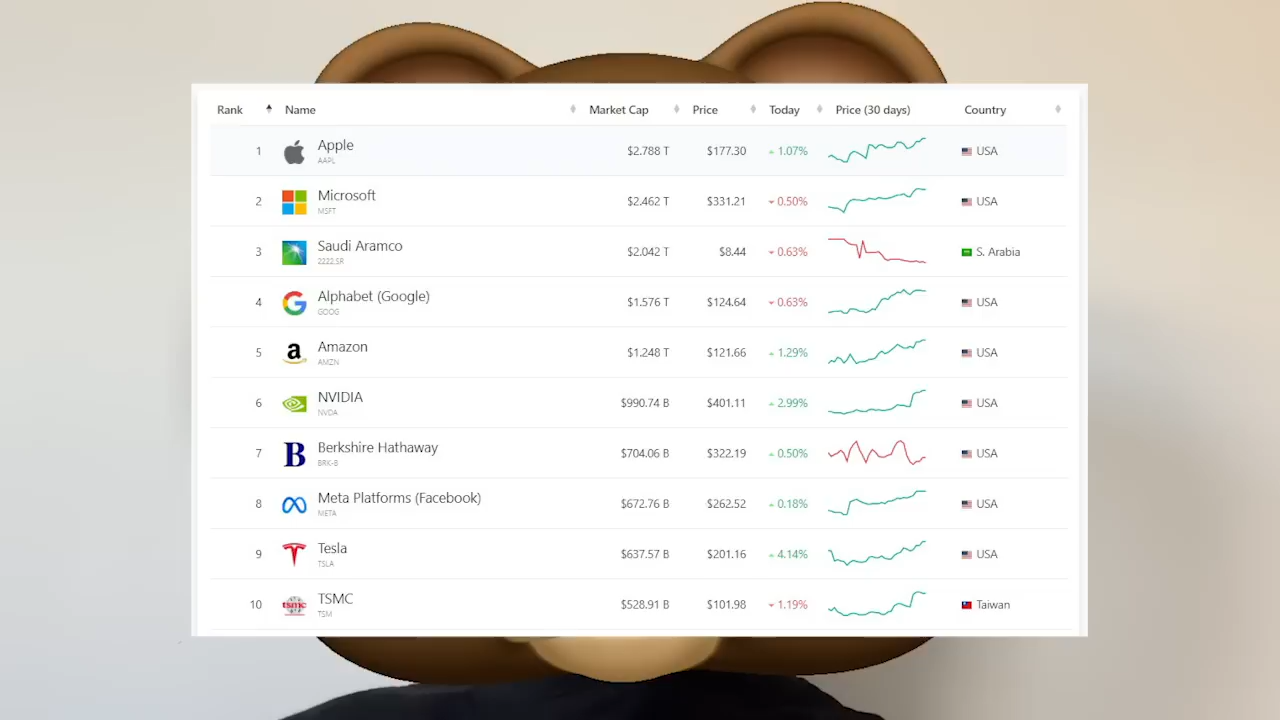 Rank Name Market Cap Price Today Price (30 days) Country
1 Apple $2.788 T $177.30 1.07% USA
AAPL
2 Microsoft $2.462 T $331.21 0.50% USA
MSFT
3 Saudi Aramco $2.042 T $8.44 0.63% S. Arabia
2222.SR
4 Alphabet (Google) $1.576 T $124.64 0.63% USA
GOOG
5 Amazon $1.248 T $121.66 1.29% USA
AMZN
6 NVIDIA $990.74 B $401.11 2.99% USA
NVDA
7 Berkshire Hathaway $704.06 B $322.19 0.50% USA
BRK-B
8 Meta Platforms (Facebook) $672.76 B $262.52 0.18% USA
META
9 Tesla $637.57 B $201.16 4.14% USA
TSLA
10 TSMC $528.91 B $101.98 1.19% Taiwan
TSM